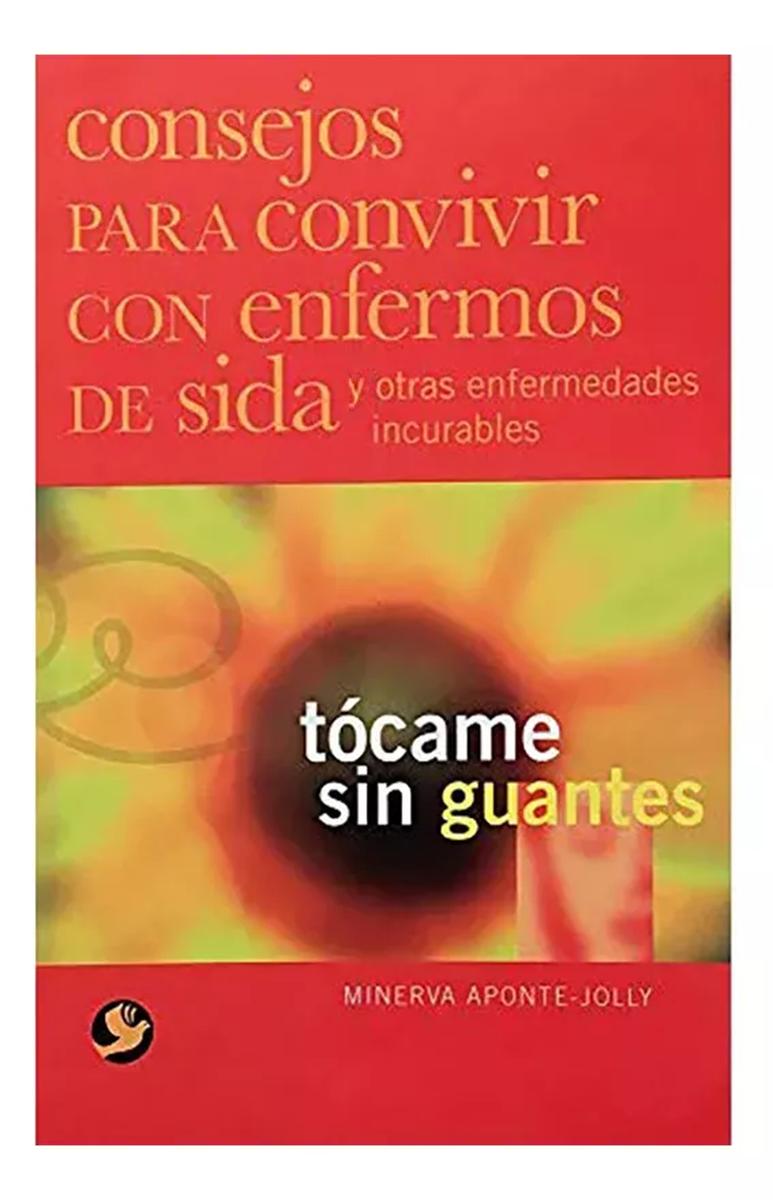 consejos
PARA convivir
CON enfermos
DE sida y otras enfermedades
incurables
tócame
sin guantes
MINERVA APONTE-JOLLY